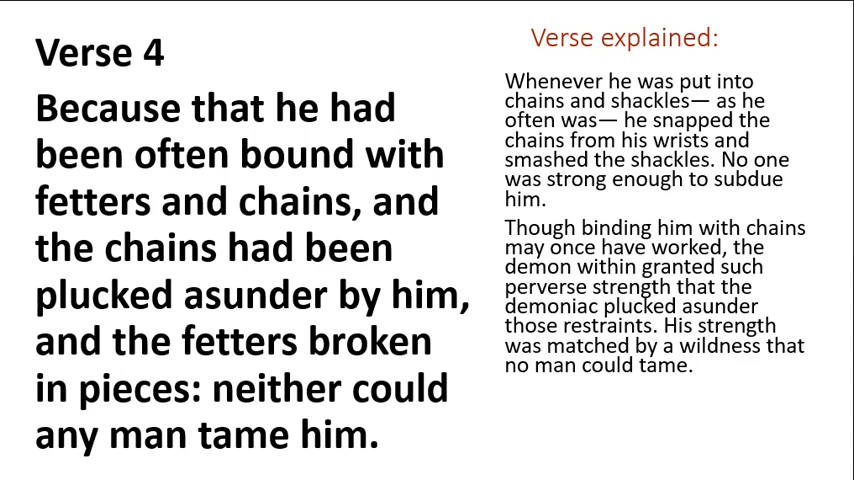 Verse 4
Because that he had
been often bound with
fetters and chains, and
the chains had been
plucked asunder by him,
and the fetters broken
in pieces: neither could
any man tame him.
Verse explained:
Whenever he was put into
chains and shackles— as he
often was— he snapped the
chains from his wrists and
smashed the shackles. No one
was strong enough to subdue
him.
Though binding him with chains
may once have worked, the
demon within granted such
perverse strength that the
demoniac plucked asunder
those restraints. His strength
was matched by a wildness that
no man could tame.